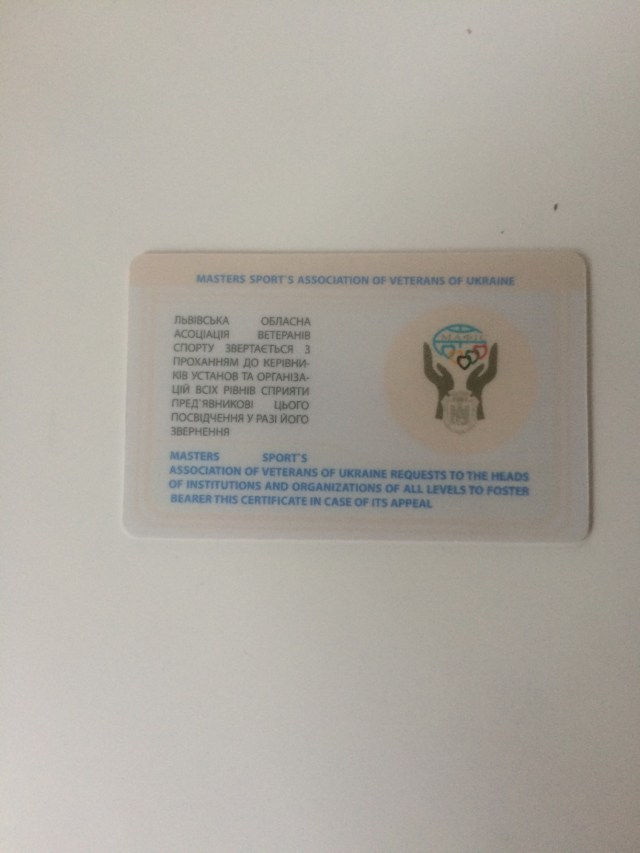 MASTERS SPORT`S ASSOCIATION OF VETERANS OF UKRAINE
ЛЬВІВСЬКА ОБЛАСНА
АСОЦІАЦІЯ ВЕТЕРАНІВ
СПОРТУ ЗВЕРТАЄТЬСЯ З
ПРОХАННЯМ ДО КЕРІВНИ-
КІВ УСТАНОВ ТА ОРГАНІЗА-
ЦІЙ ВСІХ РІВНІВ СПРИЯТИ
ПРЕД`ЯВНИКОВІ ЦЬОГО
ПОСВІДЧЕННЯ У РАЗІ ЙОГО
ЗВЕРНЕННЯ
МАФІС
MASTERS SPORT`S
ASSOCIATION OF VETERANS OF UKRAINE REQUESTS TO THE HEADS
OF INSTITUTIONS AND ORGANIZATIONS OF ALL LEVELS TO FOSTER
BEARER THIS CERTIFICATE IN CASE OF ITS APPEAL